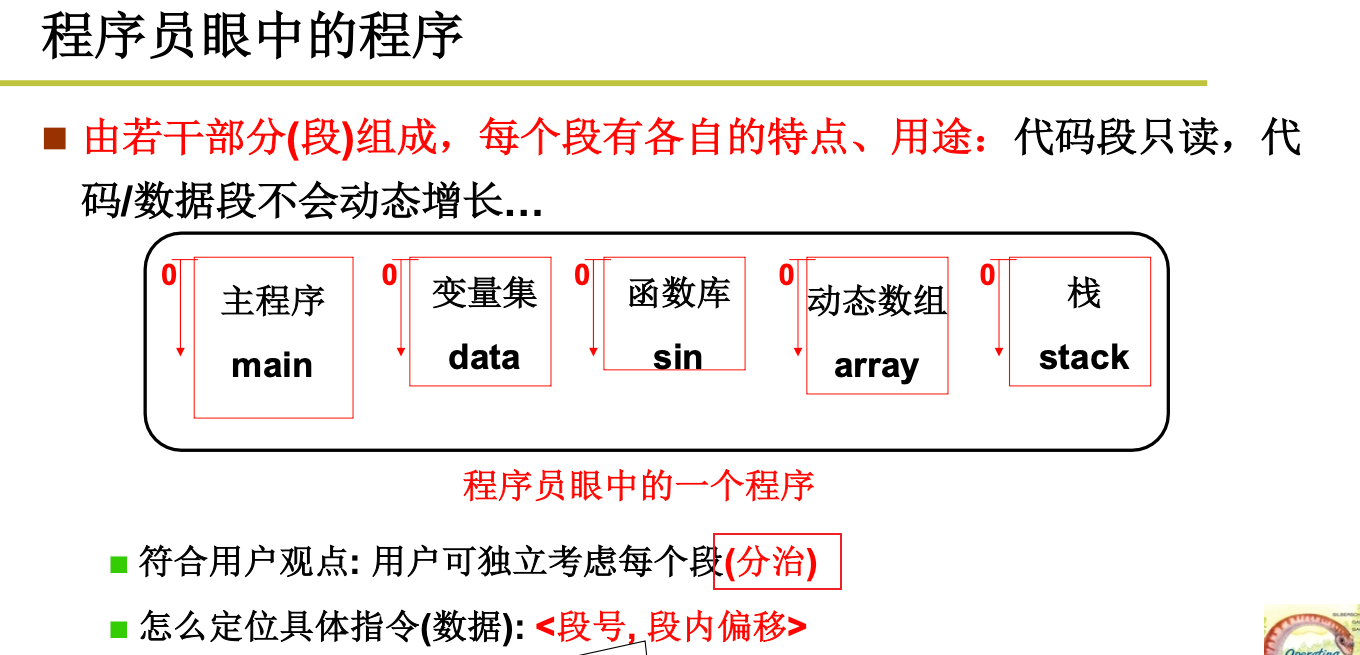 程序员眼中的程序
由若干部分(段)组成，每个段有各自的特点、用途：代码段只读，代
码/数据段不会动态增长…
0 主程序 0 变量集 0 函数库 0 动态数组 0 栈
main data sin array stack
程序员眼中的一个程序
符合用户观点: 用户可独立考虑每个段(分治)
怎么定位具体指令(数据): <段号, 段内偏移>
Operating